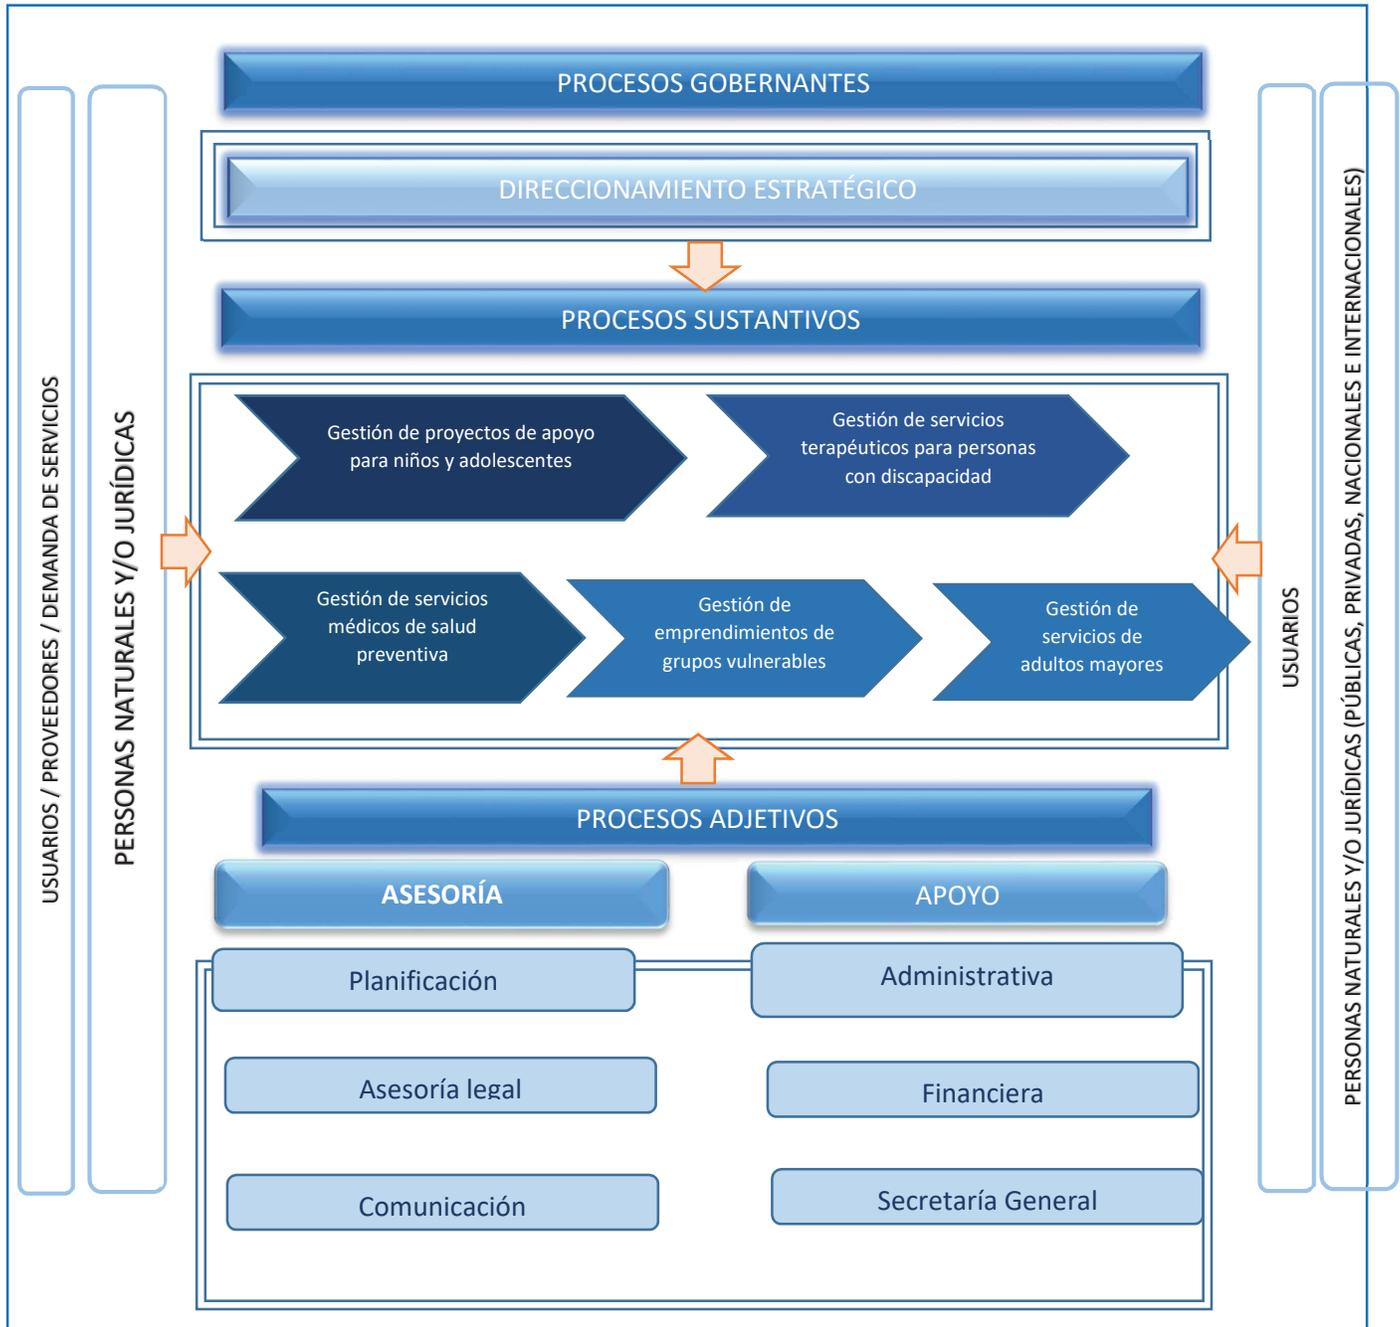 PROCESOS GOBERNANTES
DIRECCIONAMIENTO ESTRATÉGICO
PROCESOS SUSTANTIVOS
USUARIOS / PROVEEDORES / DEMANDA DE SERVICIOS
PERSONAS NATURALES Y/O JURÍDICAS
Gestión de proyectos de apoyo
para niños y adolescentes
Gestión de servicios
terapéuticos para personas
con discapacidad
Gestión de servicios
médicos de salud
preventiva
Gestión de
emprendimientos de
grupos vulnerables
Gestión de
servicios de
adultos mayores
USUARIOS
PERSONAS NATURALES Y/O JURÍDICAS (PÚBLICAS, PRIVADAS, NACIONALES E INTERNACIONALES)
PROCESOS ADJETIVOS
ASESORÍA
APOYO
Planificación
Administrativa
Asesoría legal
Financiera
Comunicación
Secretaría General